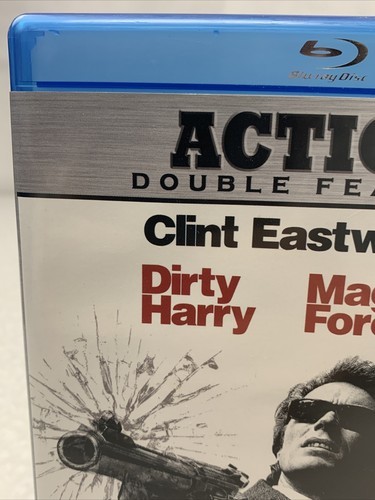 Blu-ray Disc
ACTIO
DOUBLE FEA
Clint Eastw
Dirty Harry
Mag
Forc